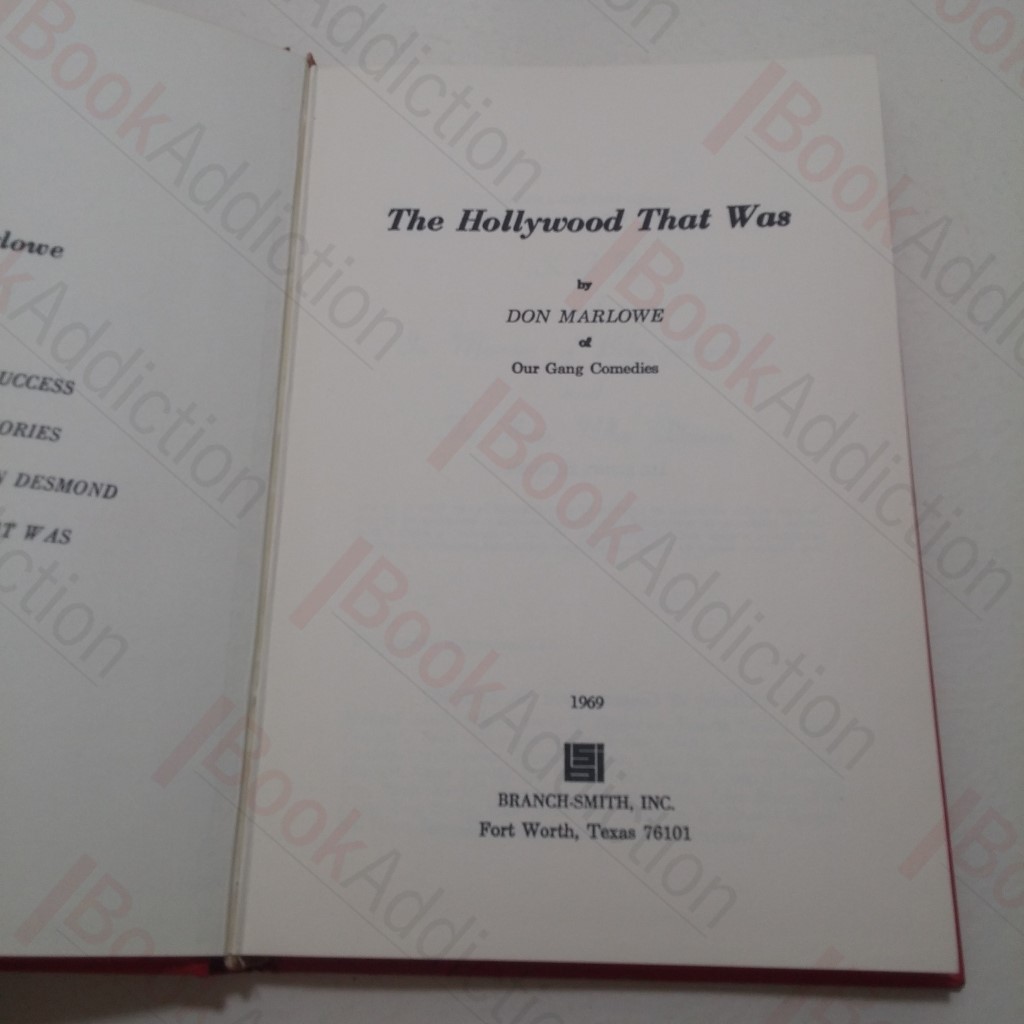 lowe
UCCESS
ORIES
N DESMOND
T WAS
The Hollywood That Was
by
DON MARLOWE
of
Our Gang Comedies
1969
BRANCH-SMITH, INC.
Fort Worth, Texas 76101
BookAddiction